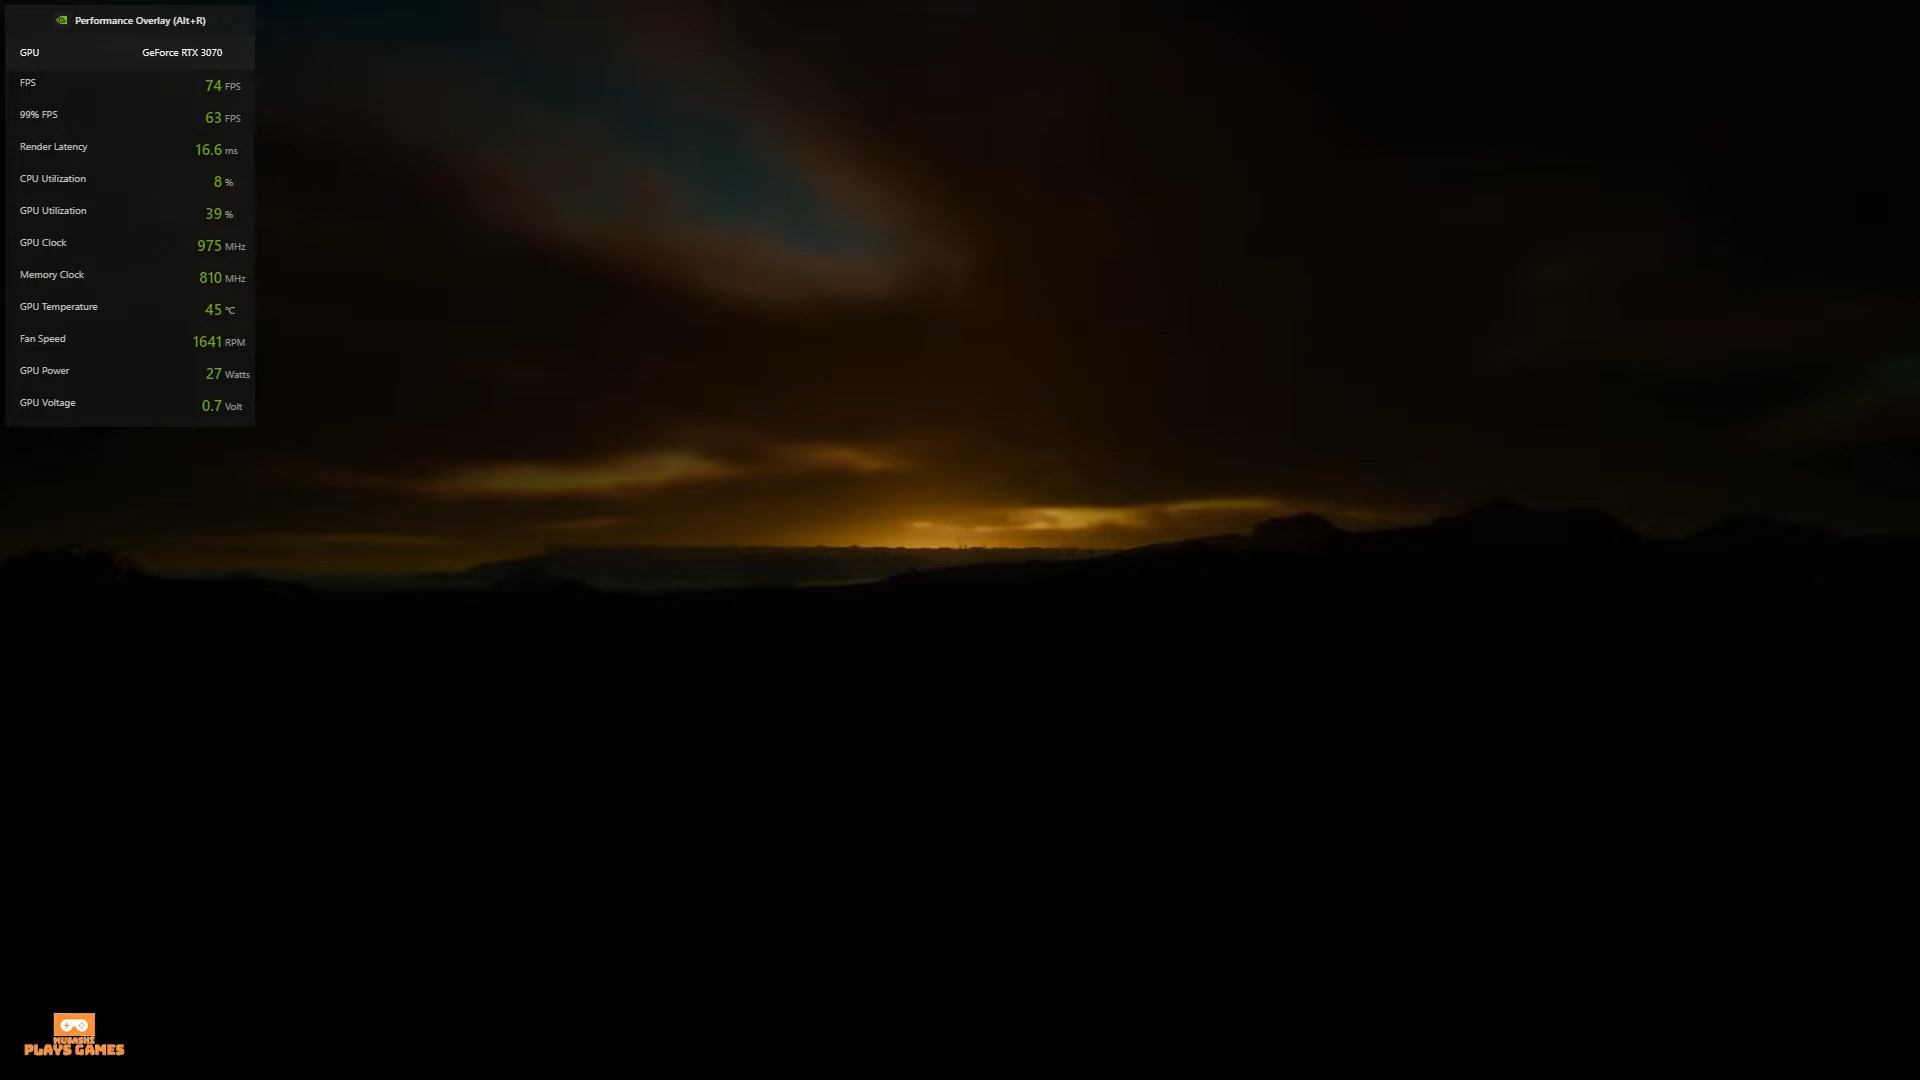 Performance Overlay (Alt+R)
GPU GeForce RTX 3070
FPS 74 FPS
99% FPS 63 FPS
Render Latency 16.6 ms
CPU Utilization 8 %
GPU Utilization 39 %
GPU Clock 975 MHz
Memory Clock 810 MHz
GPU Temperature 45 °C
Fan Speed 1641 RPM
GPU Power 27 Watts
GPU Voltage 0.7 Volt
MUBASHI
PLAYS GAMES